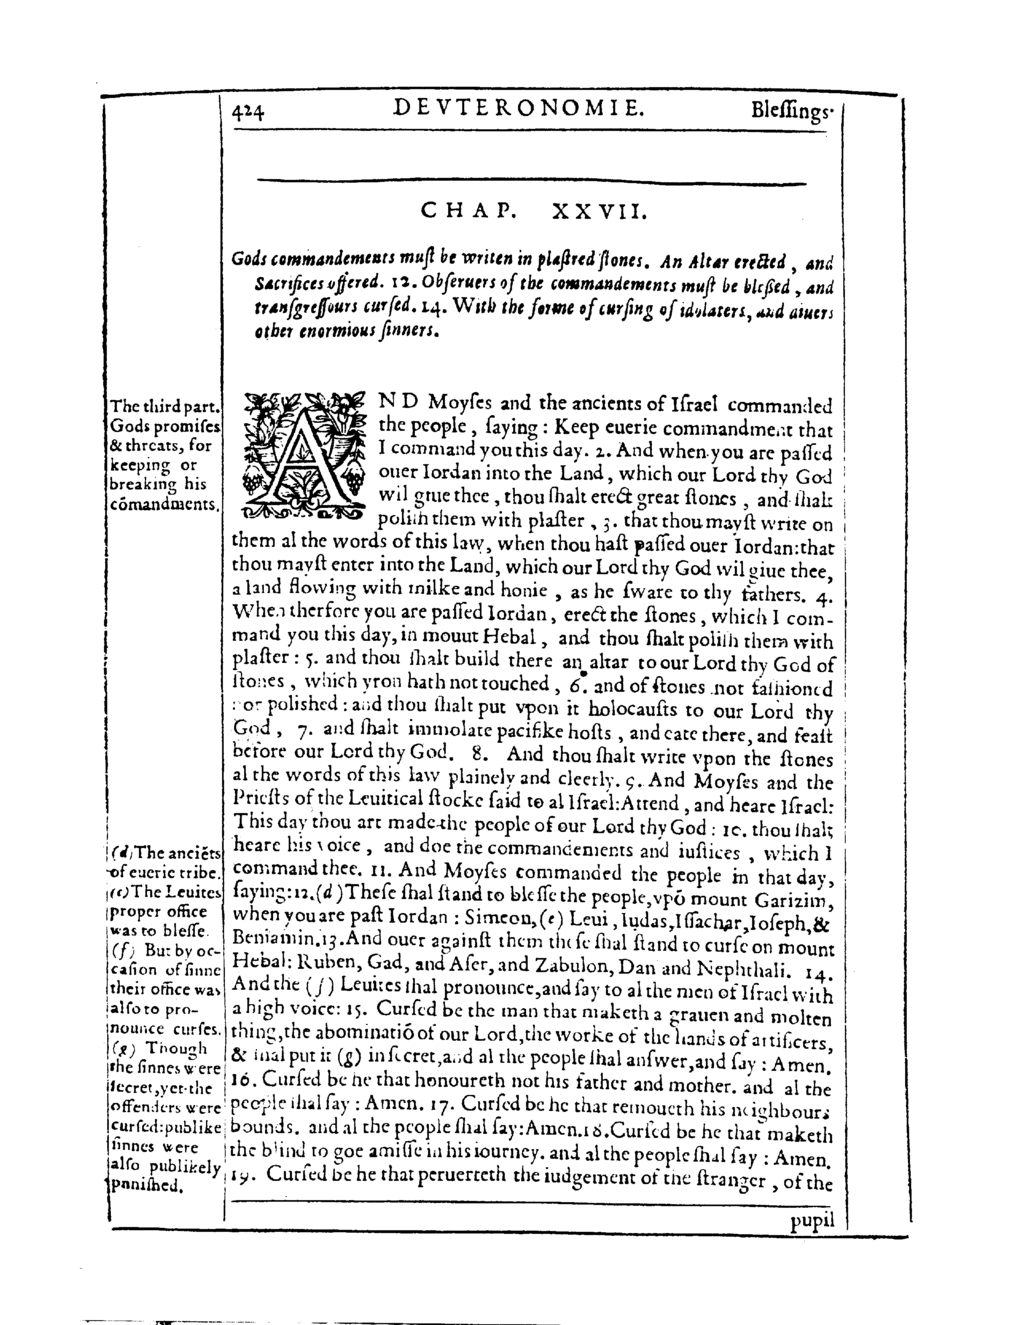 424 DEVTERONOMIE. Bleſſings.
CHAP. XXVII.
Gods commandements muſt be writen in plaſtred ſtones. An Altar erected, and
Sacrifices offered. 12. Obſeruers of the commandements muſt be bleſſed, and
tranſgreſſours curſed. 14. With the forme of curſing of idolaters, and diuers
other enormious ſinners.
The third part.
Gods promiſes
& threats, for
keeping or
breaking his
cõmandments.
AND Moyſes and the ancients of Iſrael commanded
the people, ſaying: Keep euerie commandment that
I command you this day. 2. And when you are paſſed
ouer Iordan into the Land, which our Lord thy God
wil giue thee, thou ſhalt erect great ſtones, and ſhalt
poliſh them with plaſter, 3. that thou mayſt write on
them al the words of this law, when thou haſt paſſed ouer Iordan: that
thou mayſt enter into the Land, which our Lord thy God wil giue thee,
a land flowing with milke and honie, as he ſware to thy fathers. 4.
When therfore you are paſſed Iordan, erect the ſtones, which I com-
mand you this day, in mouut Hebal, and thou ſhalt poliſh them with
plaſter: 5. and thou ſhalt build there an altar to our Lord thy God of
ſtones, which yron hath not touched, 6. and of ſtones not faſhioned
or polished: and thou ſhalt put vpon it holocauſts to our Lord thy
God, 7. and ſhalt immolate pacifike hoſts, and eate there, and feaſt
before our Lord thy God. 8. And thou ſhalt write vpon the ſtones
al the words of this law plainely and cleerly. 9. And Moyſes and the
Prieſts of the Leuitical ſtocke ſaid to al Iſrael: Attend, and heare Iſrael:
This day thou art made the people of our Lord thy God: 10. thou ſhalt
heare his voice, and doe the commandements and iuſtices, which I
command thee. 11. And Moyſes commanded the people in that day,
ſaying: 12. (d) Theſe ſhal ſtand to bleſſe the people, vpõ mount Garizim,
when you are paſt Iordan: Simeon, (e) Leui, Iudas, Iſſachar, Ioſeph, &
Beniamin. 13. And ouer againſt them theſe ſhal ſtand to curſe on mount
Hebal: Ruben, Gad, and Aſer, and Zabulon, Dan and Nephthali. 14.
And the (f) Leuites ſhal pronounce, and ſay to al the men of Iſrael with
a high voice: 15. Curſed be the man that maketh a grauen and molten
thing, the abominatiõ of our Lord, the worke of the hands of artificers,
& ſhal put it (g) in ſecret, and al the people ſhal anſwer, and ſay: Amen.
16. Curſed be he that honoureth not his father and mother. and al the
people ſhal ſay: Amen. 17. Curſed be he that remoueth his neighbours
bounds. and al the people ſhal ſay: Amen. 18. Curſed be he that maketh
the blind to goe amiſſe in his iourney. and al the people ſhal ſay: Amen.
19. Curſed be he that peruerteth the iudgement of the ſtranger, of the
(d) The anciẽts
of euerie tribe.
(e) The Leuites
proper office
was to bleſſe.
(f) But by oc-
caſion of ſinne
their office was
alſo to pro-
nounce curſes.
(g) Though
the ſinnes were
ſecret, yet the
offenders were
curſed: publike
ſinnes were
alſo publikely
pnniſhed.
pupil